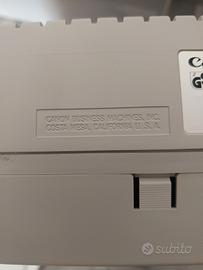 CANON BUSINESS MACHINES, INC.
COSTA MESA, CALIFORNIA U.S.A.
subito